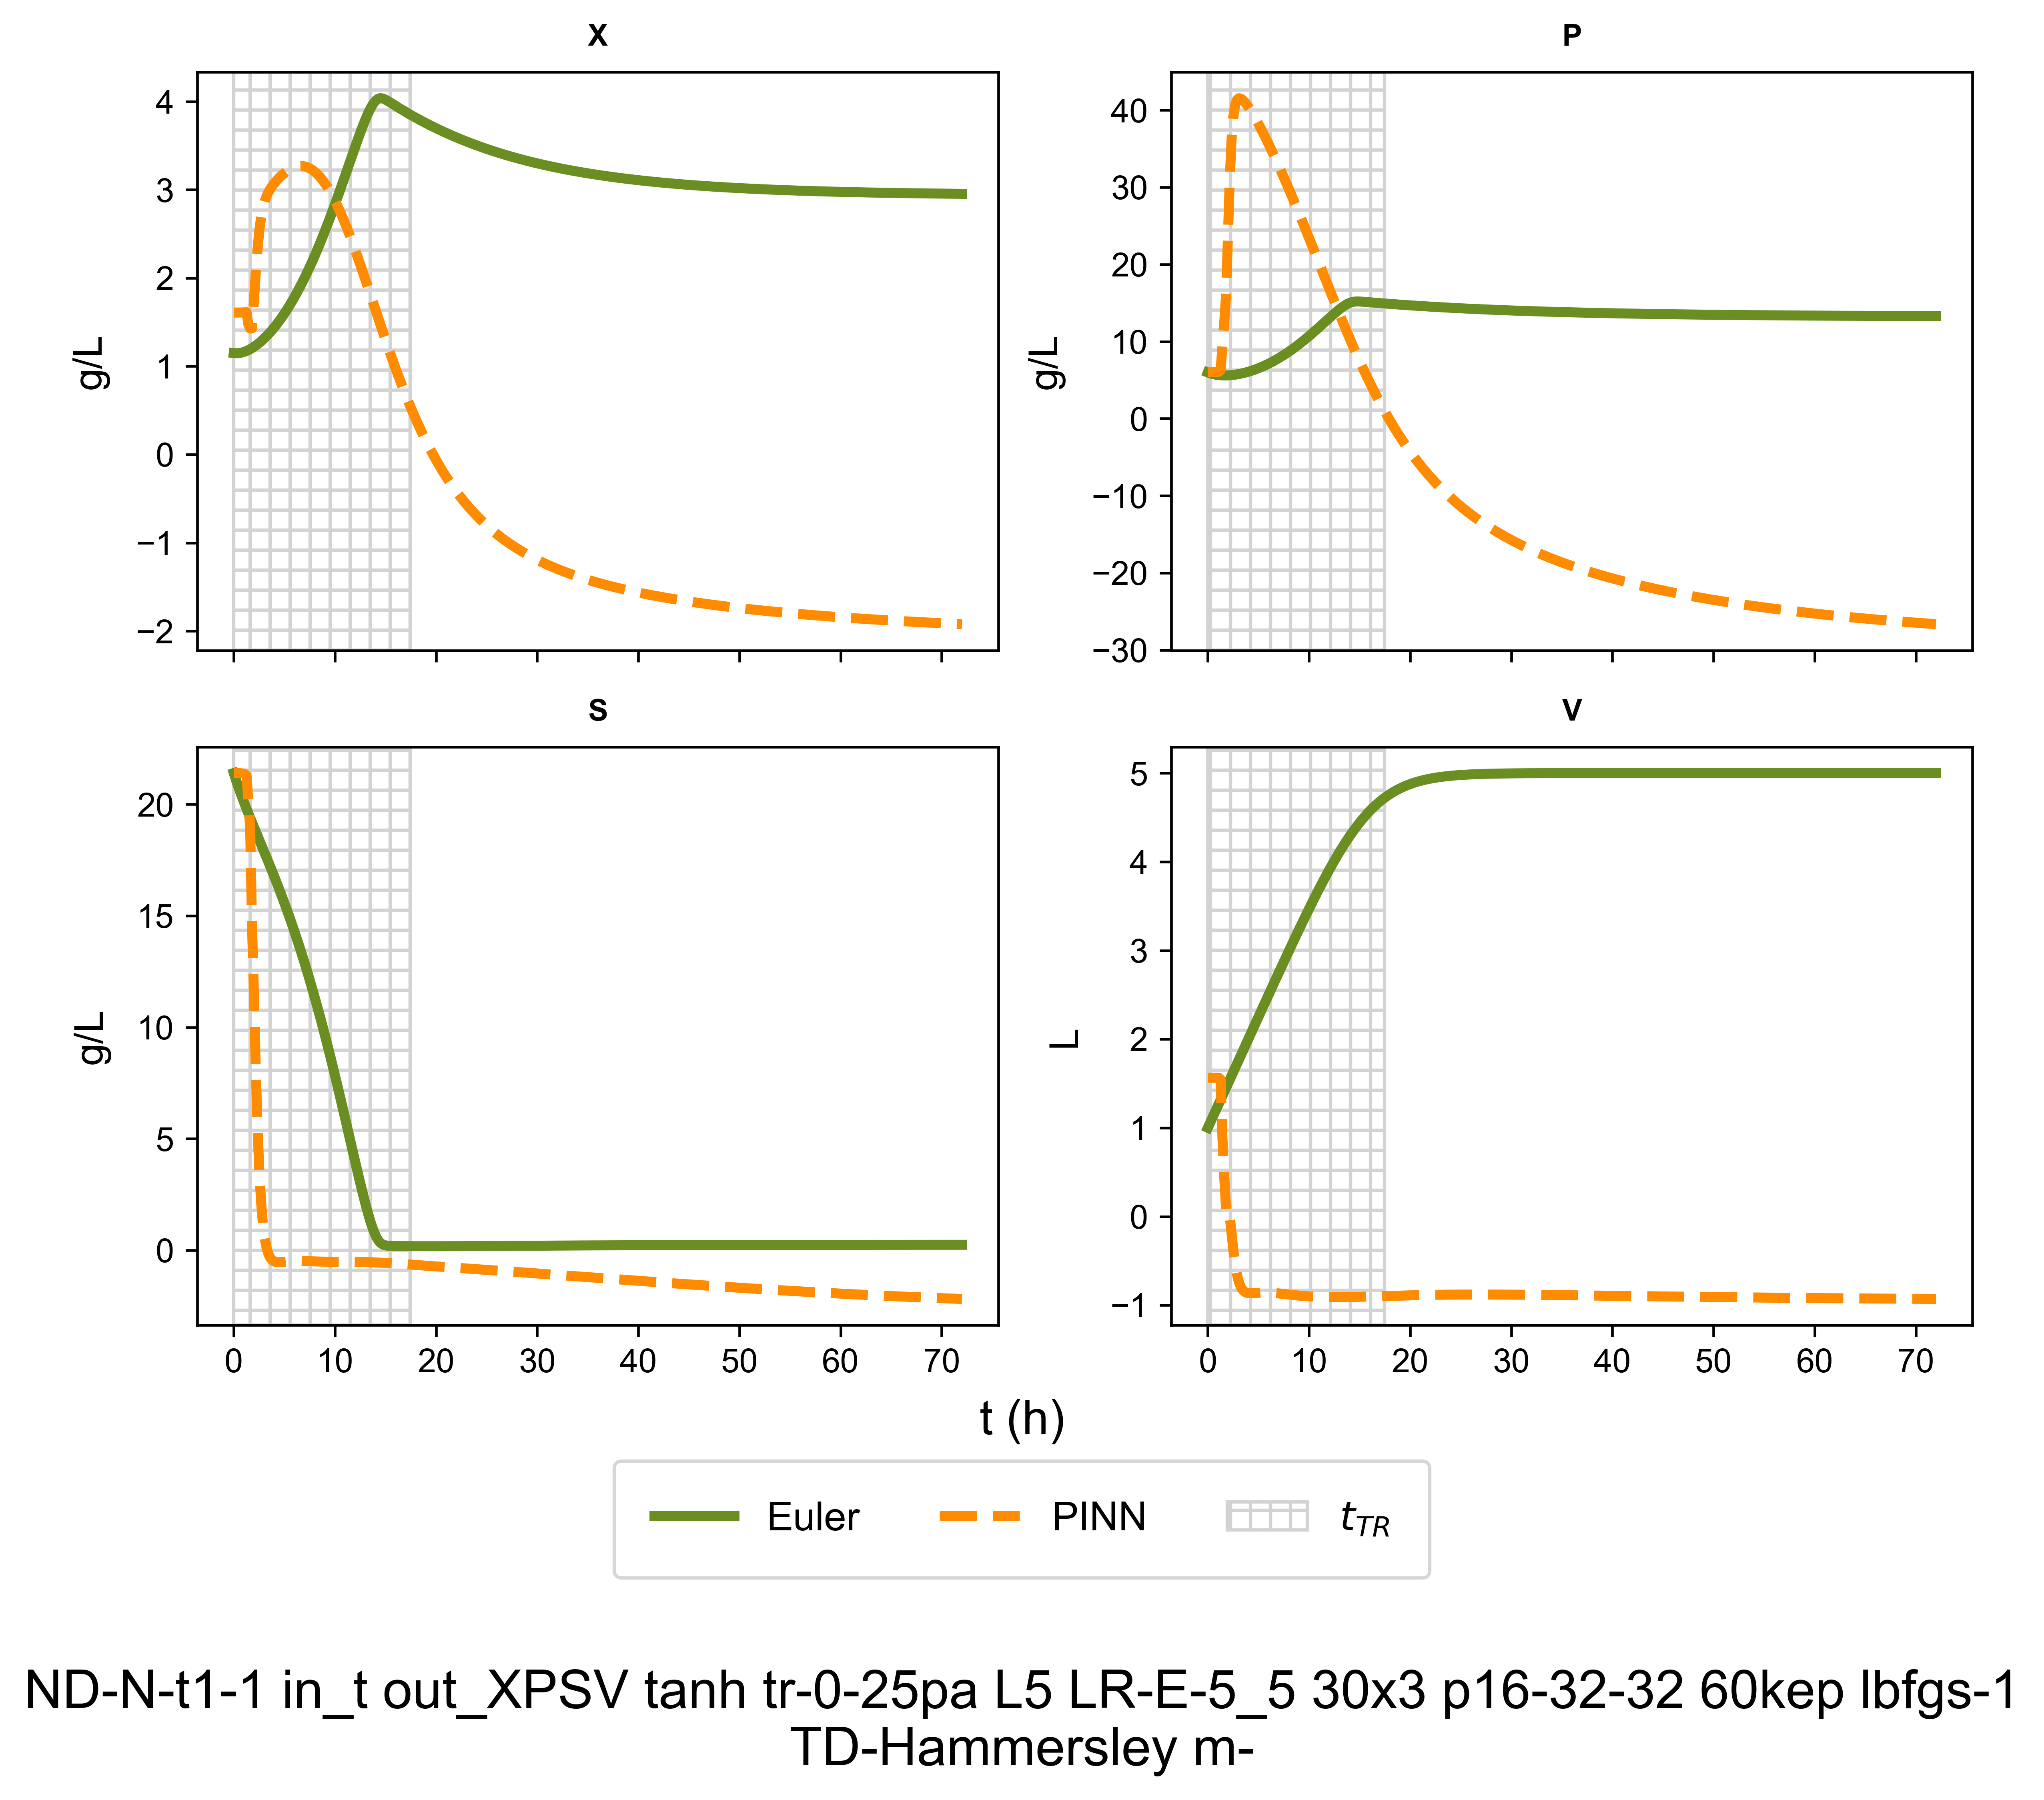 X
P
4
3
2
1
0
−1
−2
g/L
40
30
20
10
0
−10
−20
−30
g/L
S
V
20
15
10
5
0
g/L
0 10 20 30 40 50 60 70
5
4
3
2
1
0
−1
L
0 10 20 30 40 50 60 70
t (h)
Euler PINN t_TR
ND-N-t1-1 in_t out_XPSV tanh tr-0-25pa L5 LR-E-5_5 30x3 p16-32-32 60kep lbfgs-1
TD-Hammersley m-